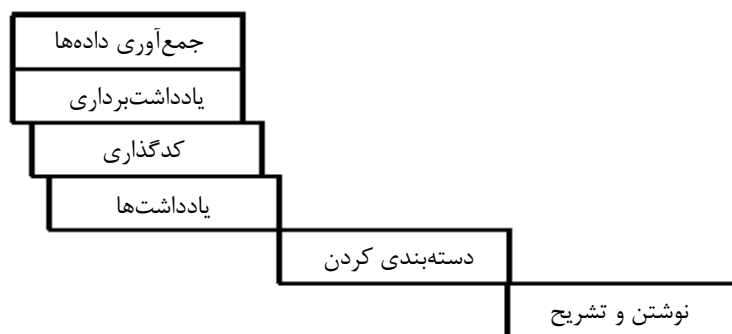 جمع‌آوری داده‌ها
یادداشت‌برداری
کدگذاری
یادداشت‌ها
دسته‌بندی کردن
نوشتن و تشریح